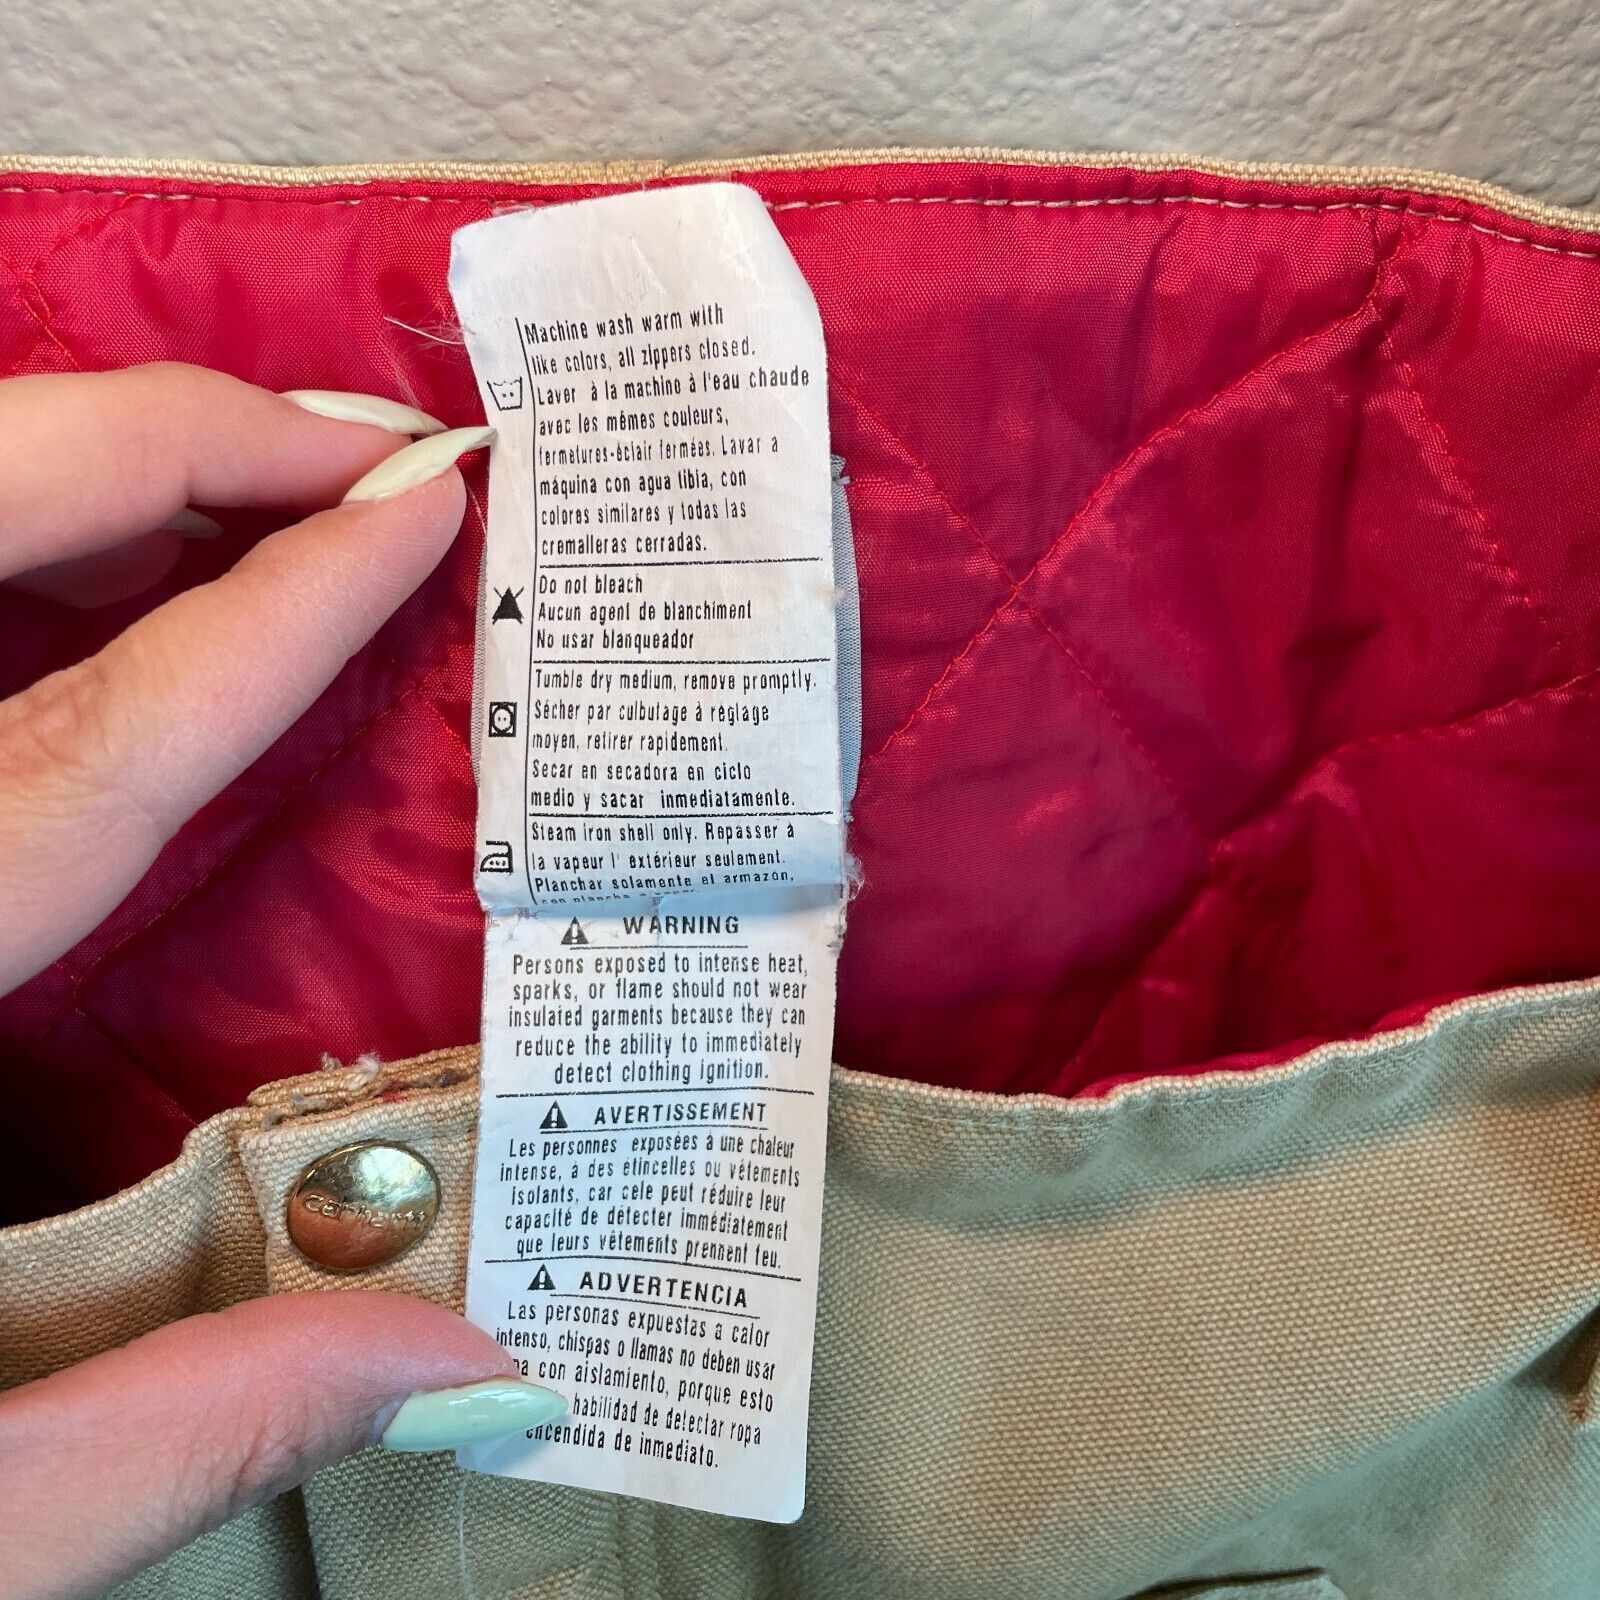 Machine wash warm with
like colors, all zippers closed.
Laver à la machine à l'eau chaude
avec les mêmes couleurs,
fermetures-éclair fermées. Lavar a
máquina con agua tibia, con
colores similares y todas las
cremalleras cerradas.
Do not bleach
Aucun agent de blanchiment
No usar blanqueador
Tumble dry medium, remove promptly.
Sécher par culbutage à réglage
moyen, retirer rapidement.
Secar en secadora en ciclo
medio y sacar inmediatamente.
Steam iron shell only. Repasser à
la vapeur l' extérieur seulement.
Planchar solamente el armazón,
con plancha a vapor.
WARNING
Persons exposed to intense heat,
sparks, or flame should not wear
insulated garments because they can
reduce the ability to immediately
detect clothing ignition.
AVERTISSEMENT
Les personnes exposées à une chaleur
intense, à des étincelles ou vêtements
isolants, car cele peut réduire leur
capacité de détecter immédiatement
que leurs vêtements prennent feu.
ADVERTENCIA
Las personas expuestas a calor
intenso, chispas o llamas no deben usar
con aislamiento, porque esto
habilidad de detectar ropa
encendida de inmediato.
carhartt